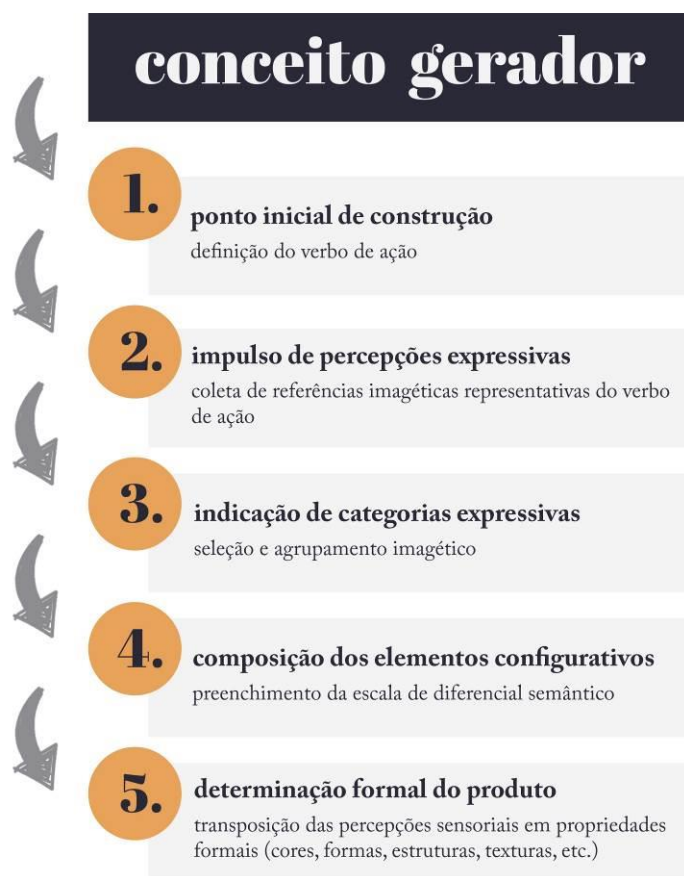 conceito gerador
1.
ponto inicial de construção
definição do verbo de ação
2.
impulso de percepções expressivas
coleta de referências imagéticas representativas do verbo
de ação
3.
indicação de categorias expressivas
seleção e agrupamento imagético
4.
composição dos elementos configurativos
preenchimento da escala de diferencial semântico
5.
determinação formal do produto
transposição das percepções sensoriais em propriedades
formais (cores, formas, estruturas, texturas, etc.)